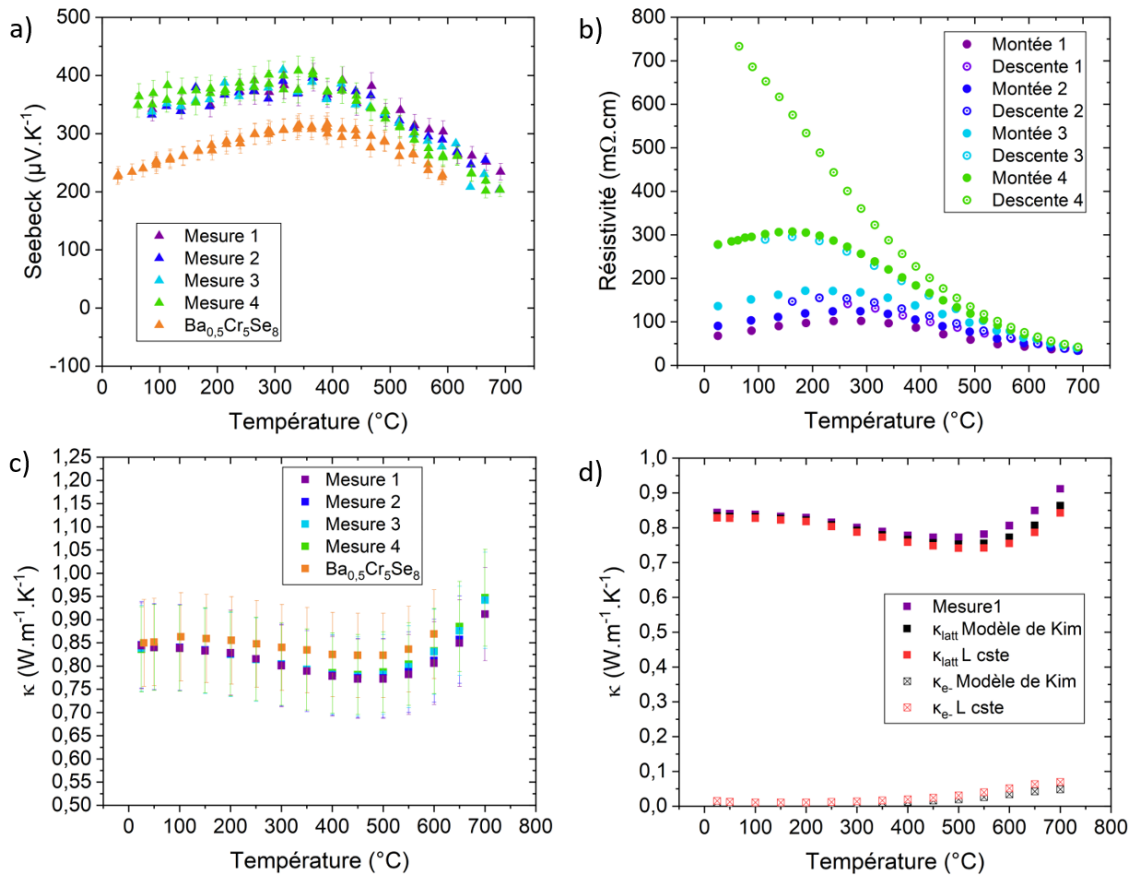 a)
500
400
300
200
100
0
-100
Seebeck (µV.K⁻¹)
Mesure 1
Mesure 2
Mesure 3
Mesure 4
Ba₀,₅Cr₅Se₈
0 100 200 300 400 500 600 700
Température (°C)
b)
800
700
600
500
400
300
200
100
0
Résistivité (mΩ.cm)
Montée 1
Descente 1
Montée 2
Descente 2
Montée 3
Descente 3
Montée 4
Descente 4
0 100 200 300 400 500 600 700
Température (°C)
c)
1,25
1,20
1,15
1,10
1,05
1,00
0,95
0,90
0,85
0,80
0,75
0,70
0,65
0,60
0,55
0,50
κ (W.m⁻¹.K⁻¹)
Mesure 1
Mesure 2
Mesure 3
Mesure 4
Ba₀,₅Cr₅Se₈
0 100 200 300 400 500 600 700 800
Température (°C)
d)
1,0
0,9
0,8
0,7
0,6
0,5
0,4
0,3
0,2
0,1
0,0
κ (W.m⁻¹.K⁻¹)
Mesure1
κlatt Modèle de Kim
κlatt L cste
κe- Modèle de Kim
κe- L cste
0 100 200 300 400 500 600 700 800
Température (°C)